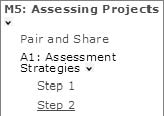 M5: Assessing Projects
Pair and Share
A1: Assessment
Strategies
Step 1
Step 2